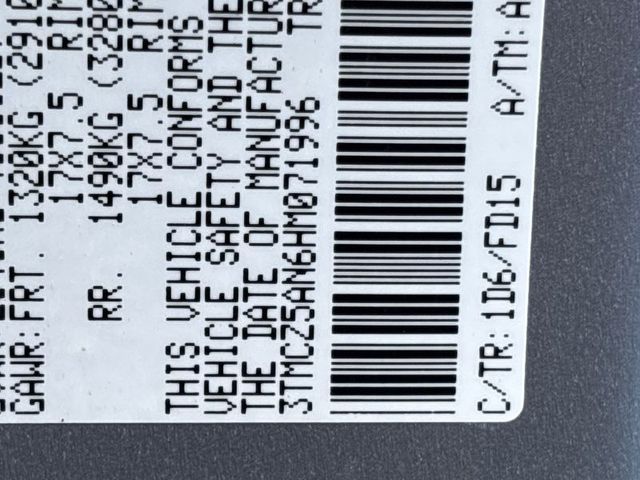 GAWR:FRT. 1320KG (2910
17X7.5 RIM
RR. 1490KG (3280
17X7.5 RIM
THIS VEHICLE CONFORMS
VEHICLE SAFETY AND THE
THE DATE OF MANUFACTUR
3TMCZ5AN6HM071996 TR
C/TR: 1D6/FD15 A/TM: A